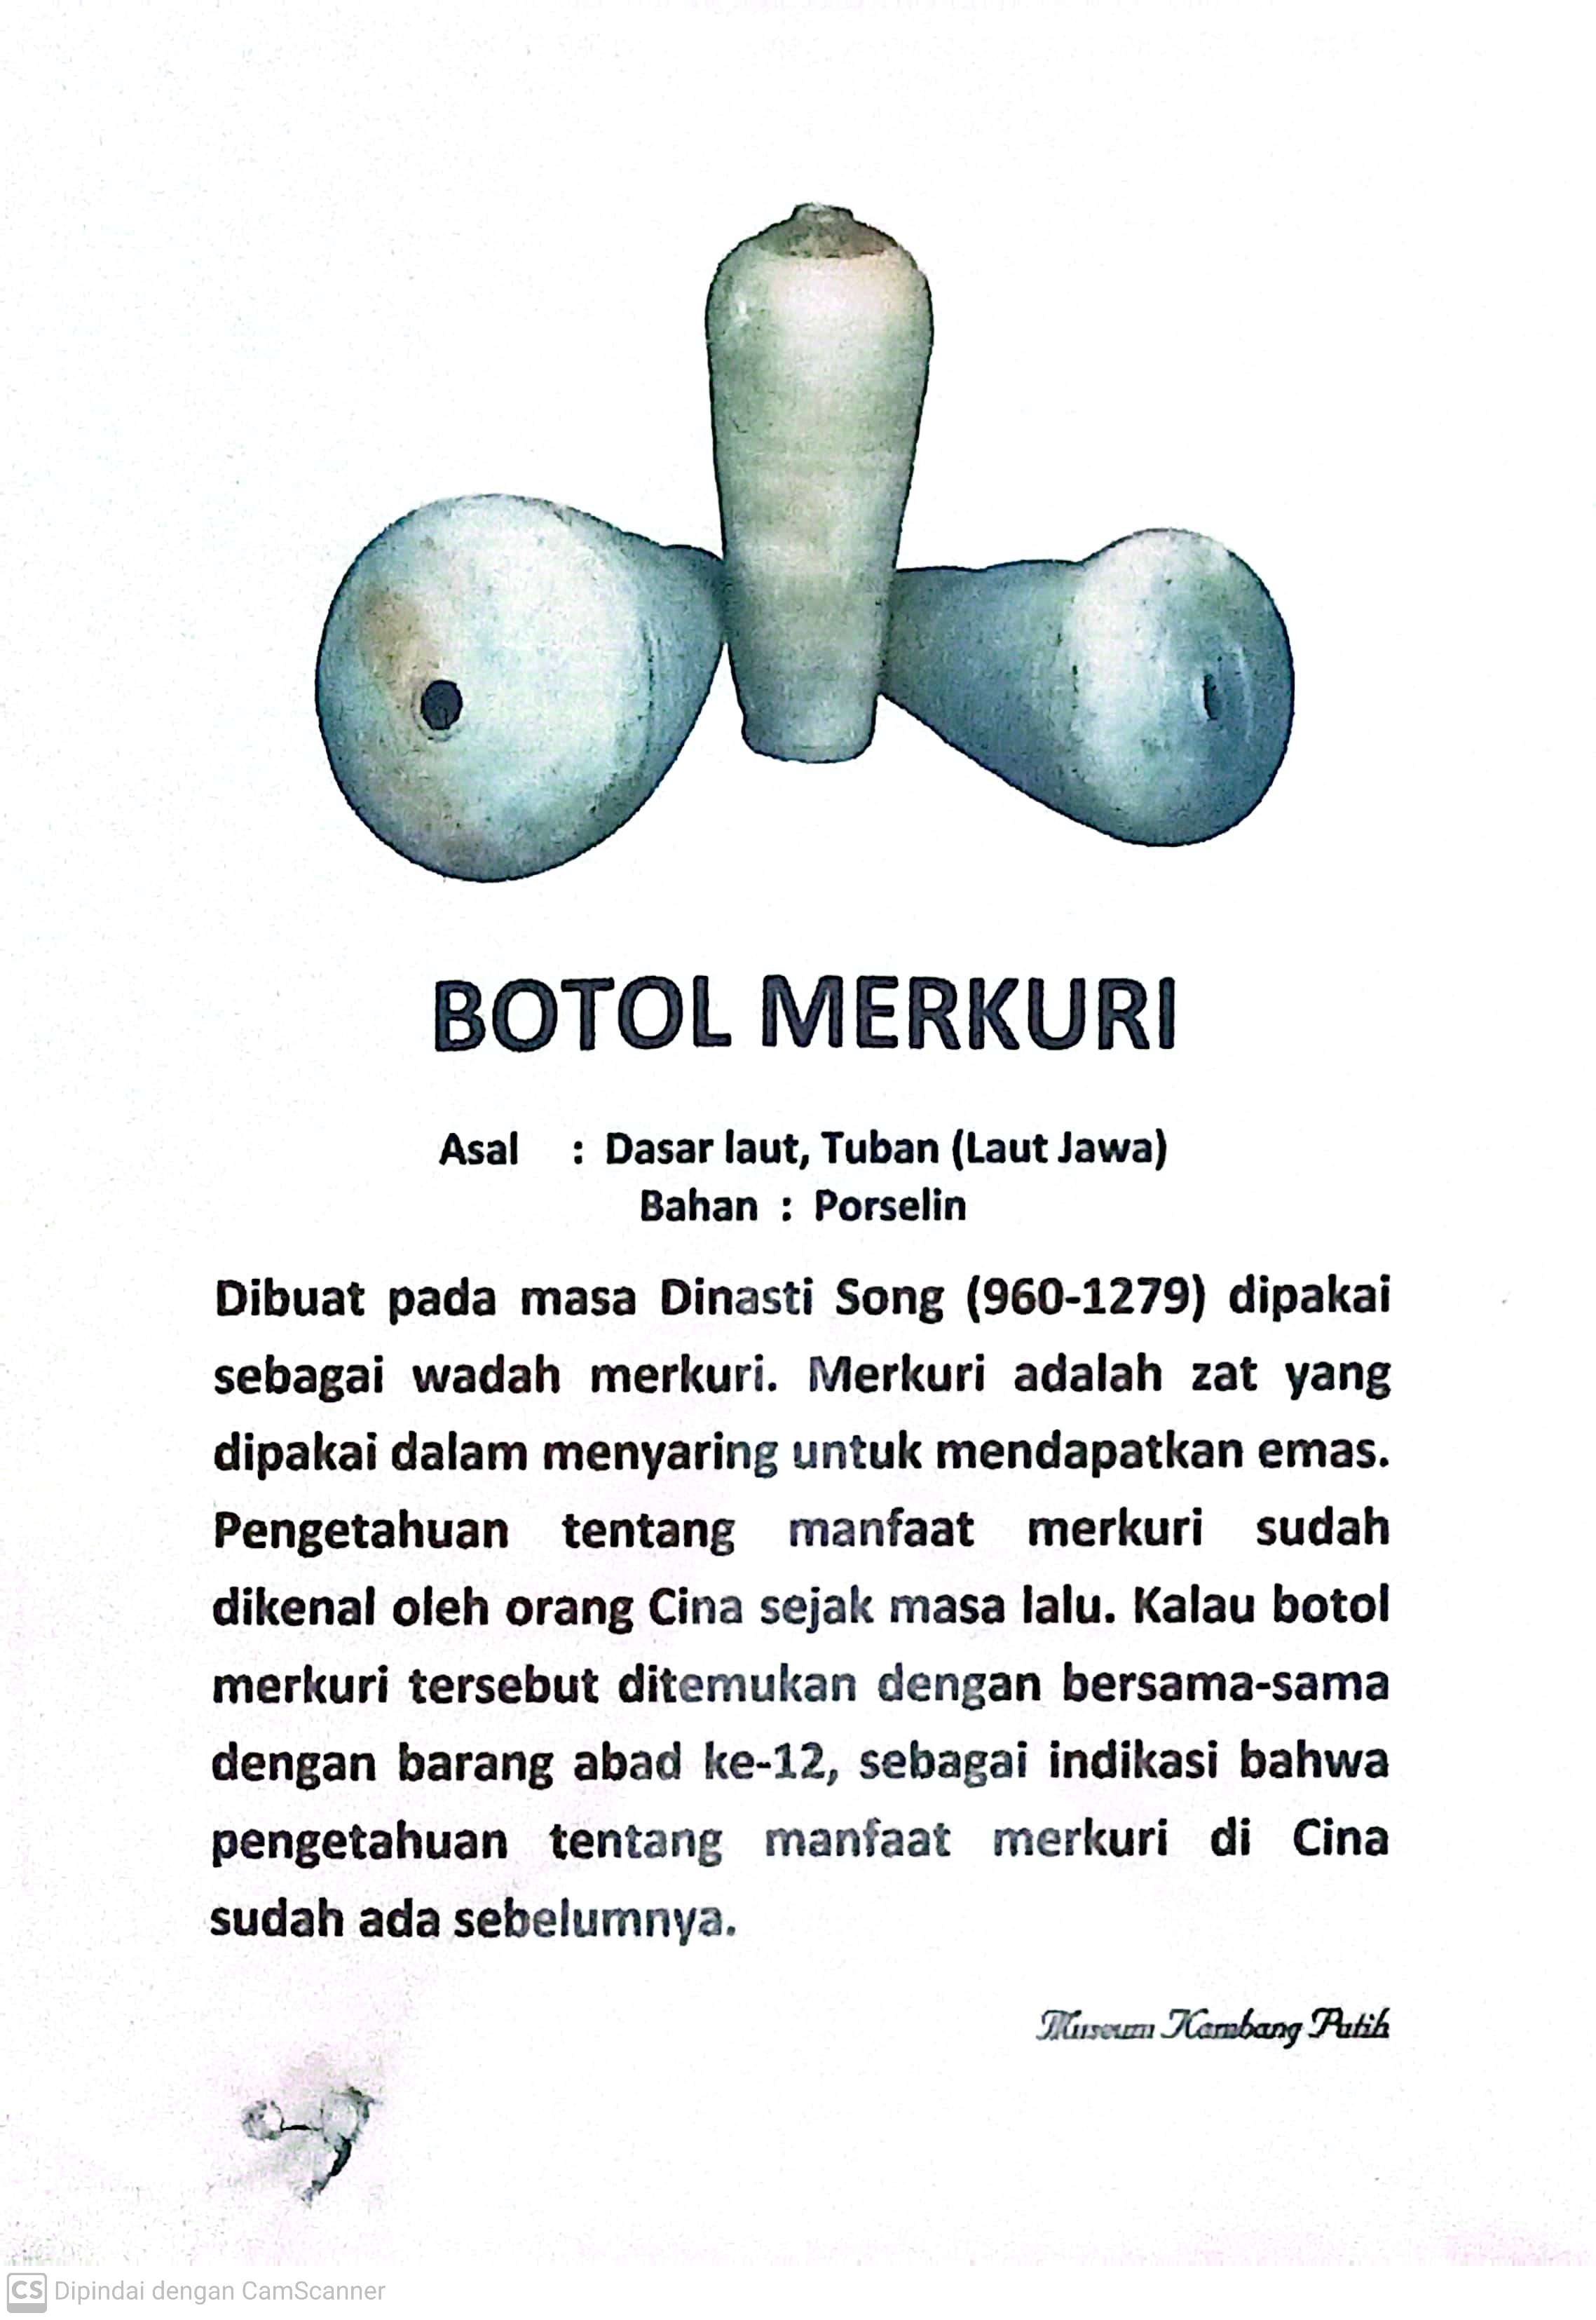 BOTOL MERKURI
Asal : Dasar laut, Tuban (Laut Jawa)
Bahan : Porselin
Dibuat pada masa Dinasti Song (960-1279) dipakai
sebagai wadah merkuri. Merkuri adalah zat yang
dipakai dalam menyaring untuk mendapatkan emas.
Pengetahuan tentang manfaat merkuri sudah
dikenal oleh orang Cina sejak masa lalu. Kalau botol
merkuri tersebut ditemukan dengan bersama-sama
dengan barang abad ke-12, sebagai indikasi bahwa
pengetahuan tentang manfaat merkuri di Cina
sudah ada sebelumnya.
Museum Kambang Putih
CS Dipindai dengan CamScanner